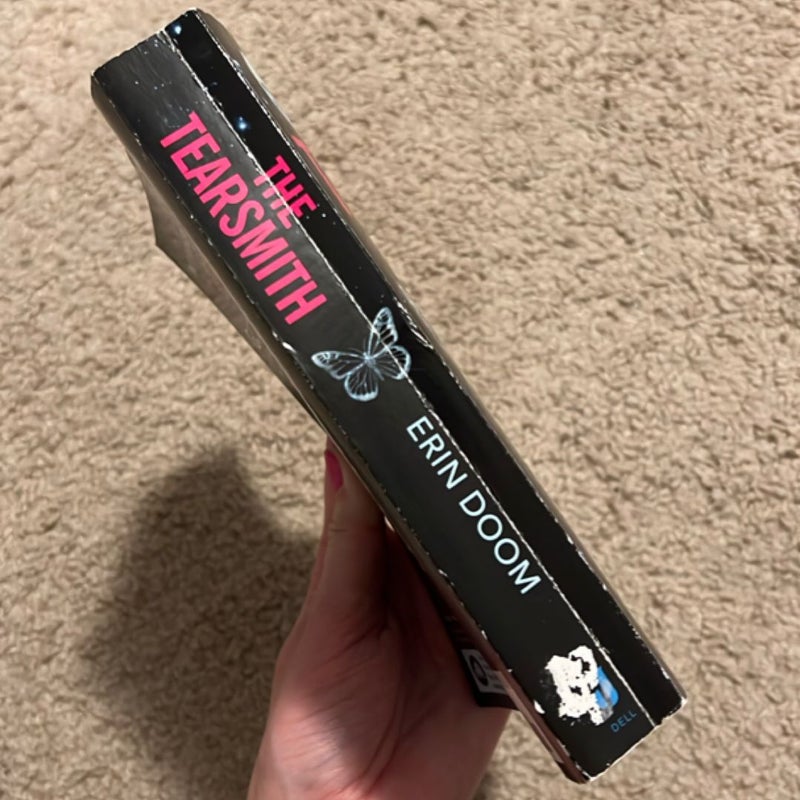 THE
TEARSMITH
ERIN DOOM
DELL